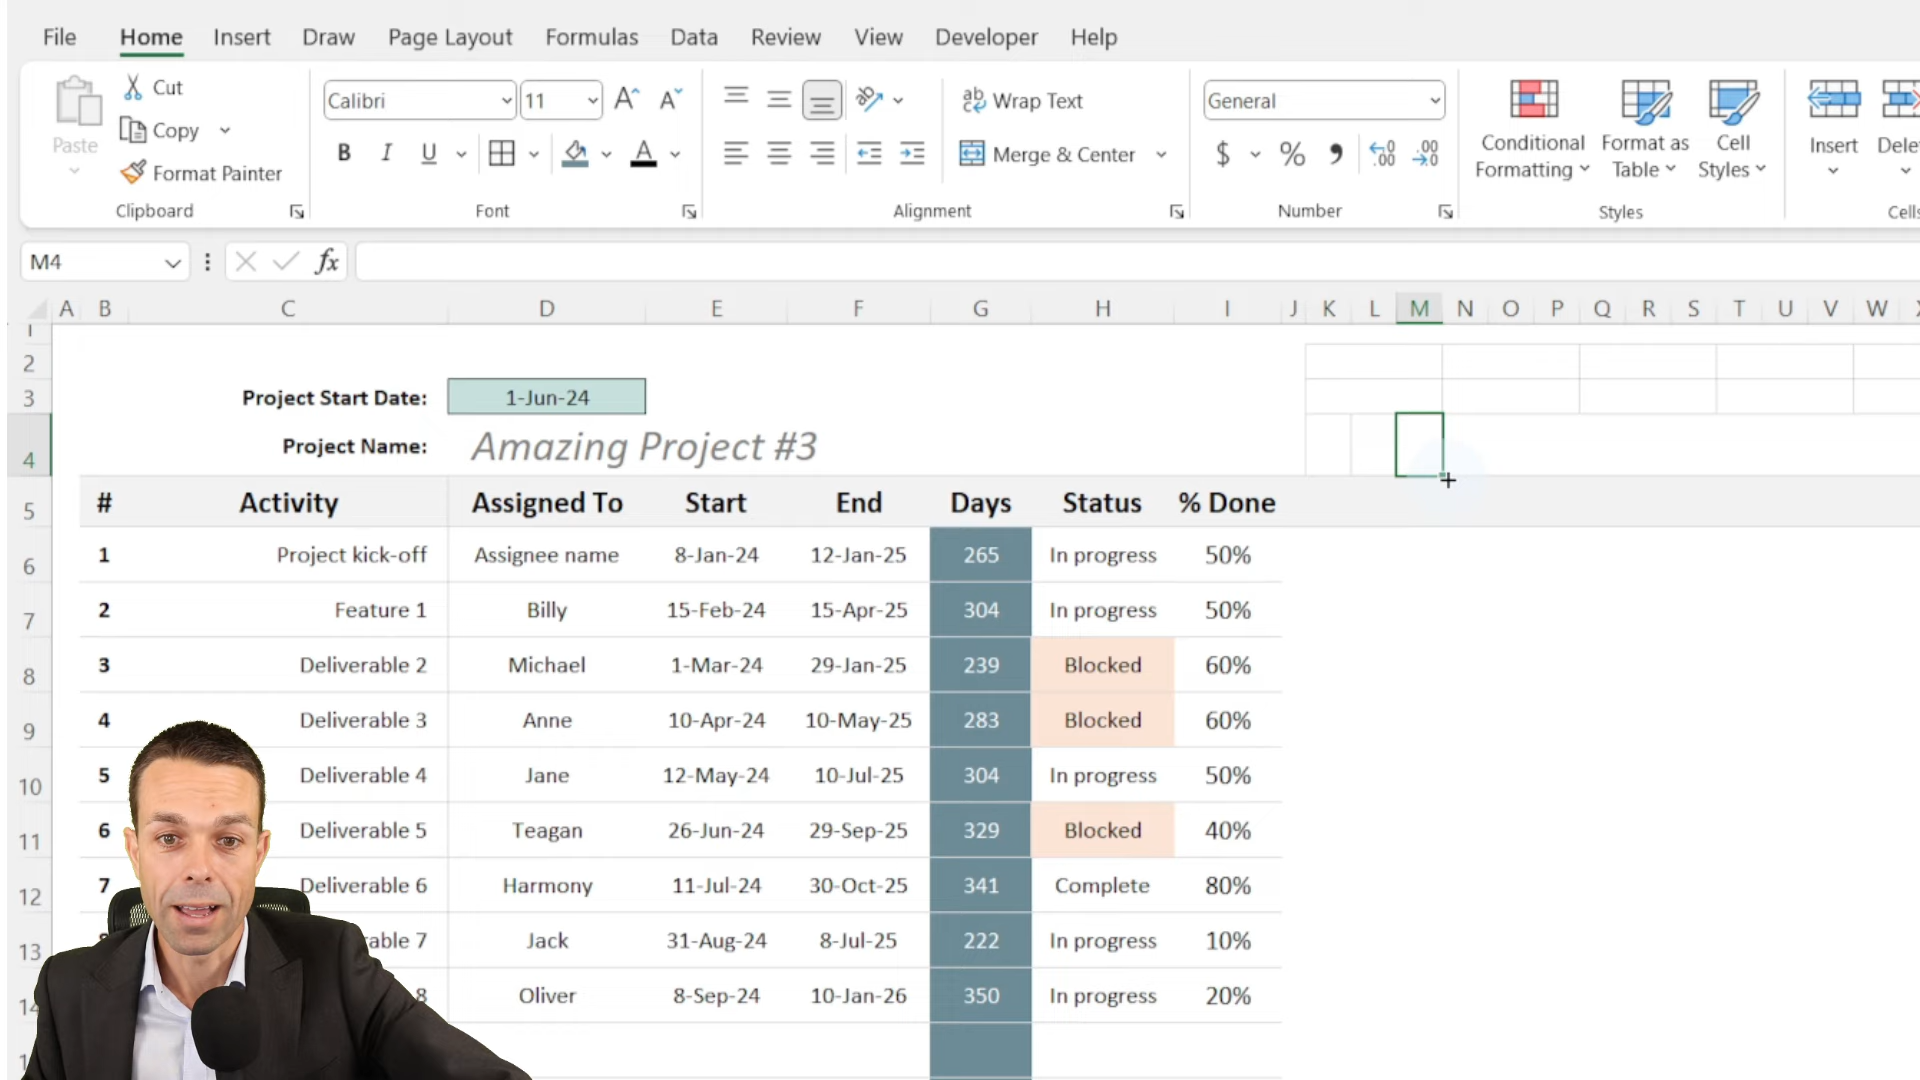 File Home Insert Draw Page Layout Formulas Data Review View Developer Help
Paste
Cut
Copy
Format Painter
Clipboard
Calibri 11
B I U A
Font
Wrap Text
Merge & Center
Alignment
General
$ % 9 .00 .00
Number
Conditional Formatting
Format as Table
Cell Styles
Styles
Insert
Cells
M4 fx
A B C D E F G H I J K L M N O P Q R S T U V W
2
3 Project Start Date: 1-Jun-24
4 Project Name: Amazing Project #3
5 # Activity Assigned To Start End Days Status % Done
6 1 Project kick-off Assignee name 8-Jan-24 12-Jan-25 265 In progress 50%
7 2 Feature 1 Billy 15-Feb-24 15-Apr-25 304 In progress 50%
8 3 Deliverable 2 Michael 1-Mar-24 29-Jan-25 239 Blocked 60%
9 4 Deliverable 3 Anne 10-Apr-24 10-May-25 283 Blocked 60%
10 5 Deliverable 4 Jane 12-May-24 10-Jul-25 304 In progress 50%
11 6 Deliverable 5 Teagan 26-Jun-24 29-Sep-25 329 Blocked 40%
12 7 Deliverable 6 Harmony 11-Jul-24 30-Oct-25 341 Complete 80%
13 able 7 Jack 31-Aug-24 8-Jul-25 222 In progress 10%
14 8 Oliver 8-Sep-24 10-Jan-26 350 In progress 20%